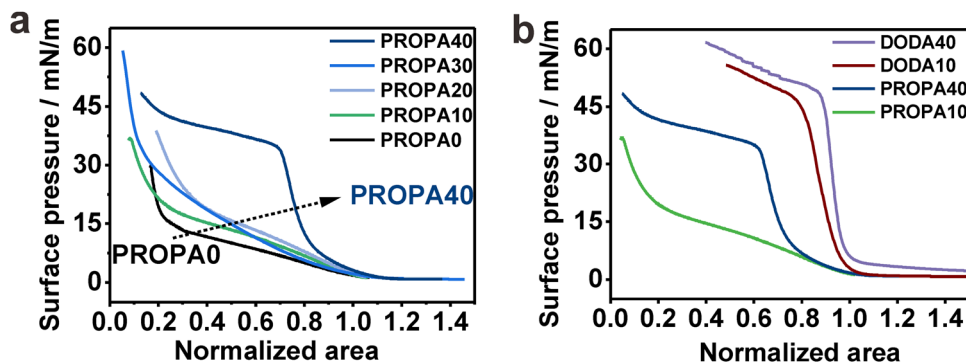 a
Surface pressure / mN/m
60
45
30
15
0
PROPA40
PROPA30
PROPA20
PROPA10
PROPA0
PROPA40
PROPA0
0.0 0.2 0.4 0.6 0.8 1.0 1.2 1.4
Normalized area
b
Surface pressure / mN/m
60
45
30
15
0
DODA40
DODA10
PROPA40
PROPA10
0.0 0.2 0.4 0.6 0.8 1.0 1.2 1.4
Normalized area